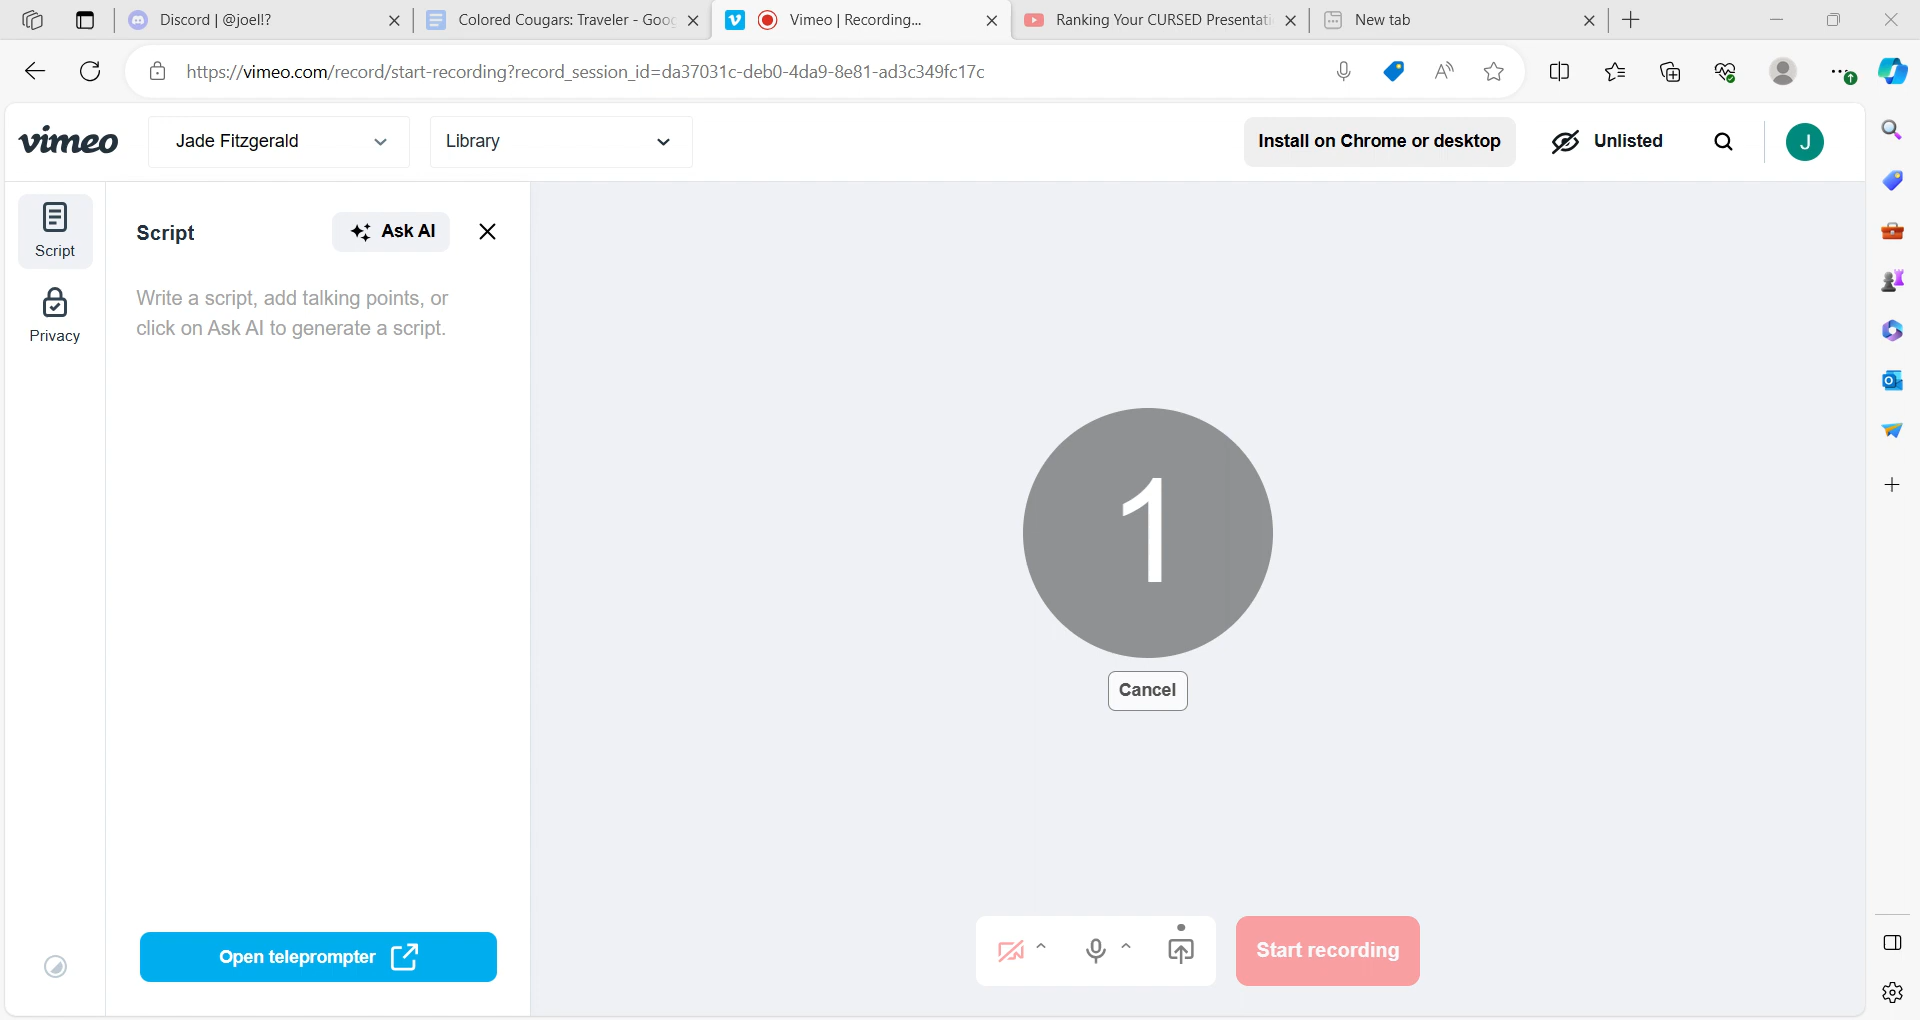 Discord | @joel!?
Colored Cougars: Traveler - Goo
Vimeo | Recording...
Ranking Your CURSED Presentati
New tab
https://vimeo.com/record/start-recording?record_session_id=da37031c-deb0-4da9-8e81-ad3c349fc17c
vimeo
Jade Fitzgerald
Library
Install on Chrome or desktop
Unlisted
J
Script
Privacy
Script
Ask AI
Write a script, add talking points, or
click on Ask AI to generate a script.
1
Cancel
Open teleprompter
Start recording